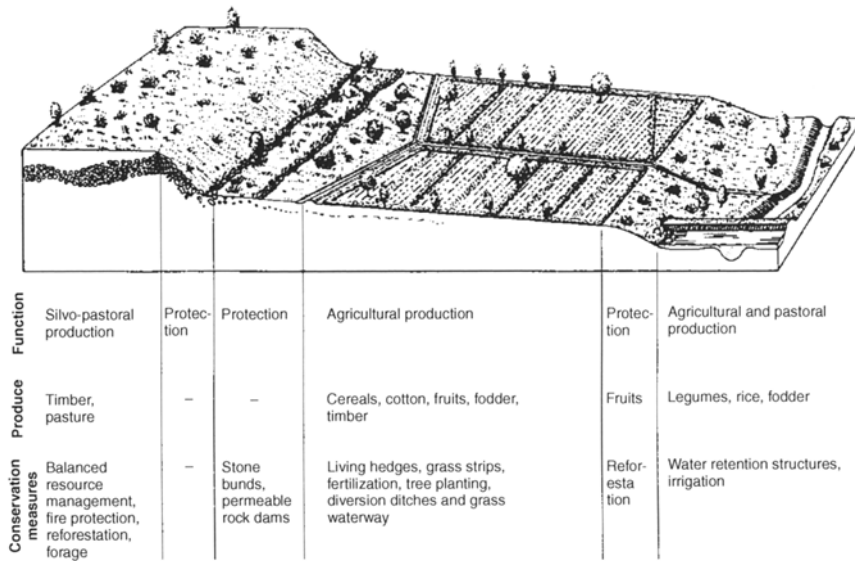 Function
Silvo-pastoral
production
Protec-
tion
Protection
Agricultural production
Protec-
tion
Agricultural and pastoral
production
Produce
Timber,
pasture
–
–
Cereals, cotton, fruits, fodder,
timber
Fruits
Legumes, rice, fodder
Conservation
measures
Balanced
resource
management,
fire protection,
reforestation,
forage
–
Stone
bunds,
permeable
rock dams
Living hedges, grass strips,
fertilization, tree planting,
diversion ditches and grass
waterway
Refor-
esta
tion
Water retention structures,
irrigation